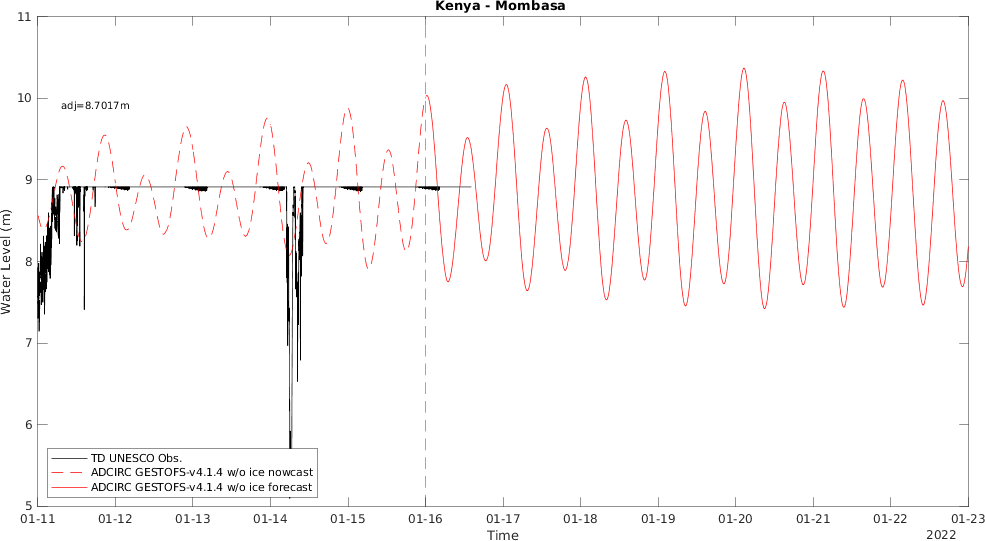 Kenya - Mombasa
11
10
9
8
7
6
5
Water Level (m)
adj=8.7017m
TD UNESCO Obs.
ADCIRC GESTOFS-v4.1.4 w/o ice nowcast
ADCIRC GESTOFS-v4.1.4 w/o ice forecast
01-11 01-12 01-13 01-14 01-15 01-16 01-17 01-18 01-19 01-20 01-21 01-22 01-23
Time
2022